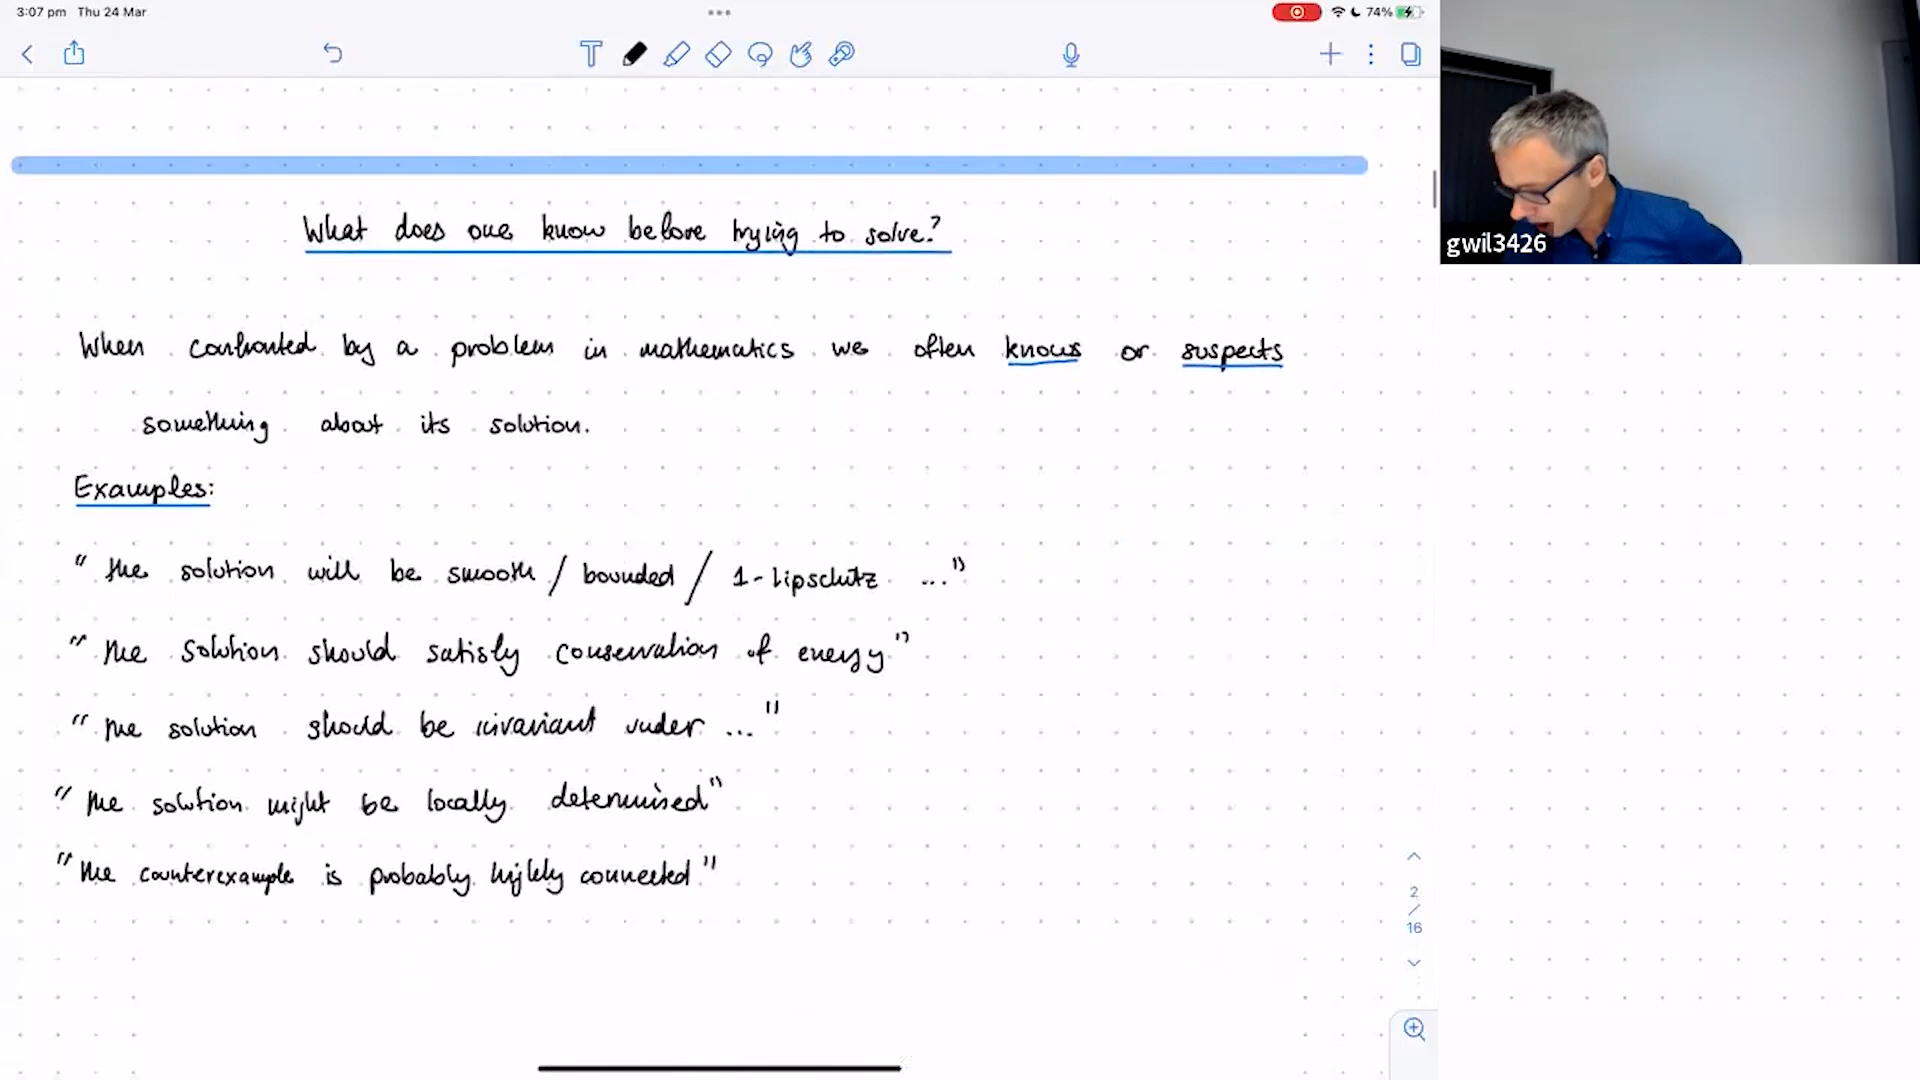 3:07 pm Thu 24 Mar
74%
gwil3426
What does one know before trying to solve?
When confronted by a problem in mathematics we often knows or suspects
something about its solution.
Examples:
"the solution will be smooth / bounded / 1-lipschitz ..."
"the solution should satisfy conservation of energy"
"the solution should be invariant under ..."
"the solution might be locally determined"
"the counterexample is probably highly connected"
2
/
16